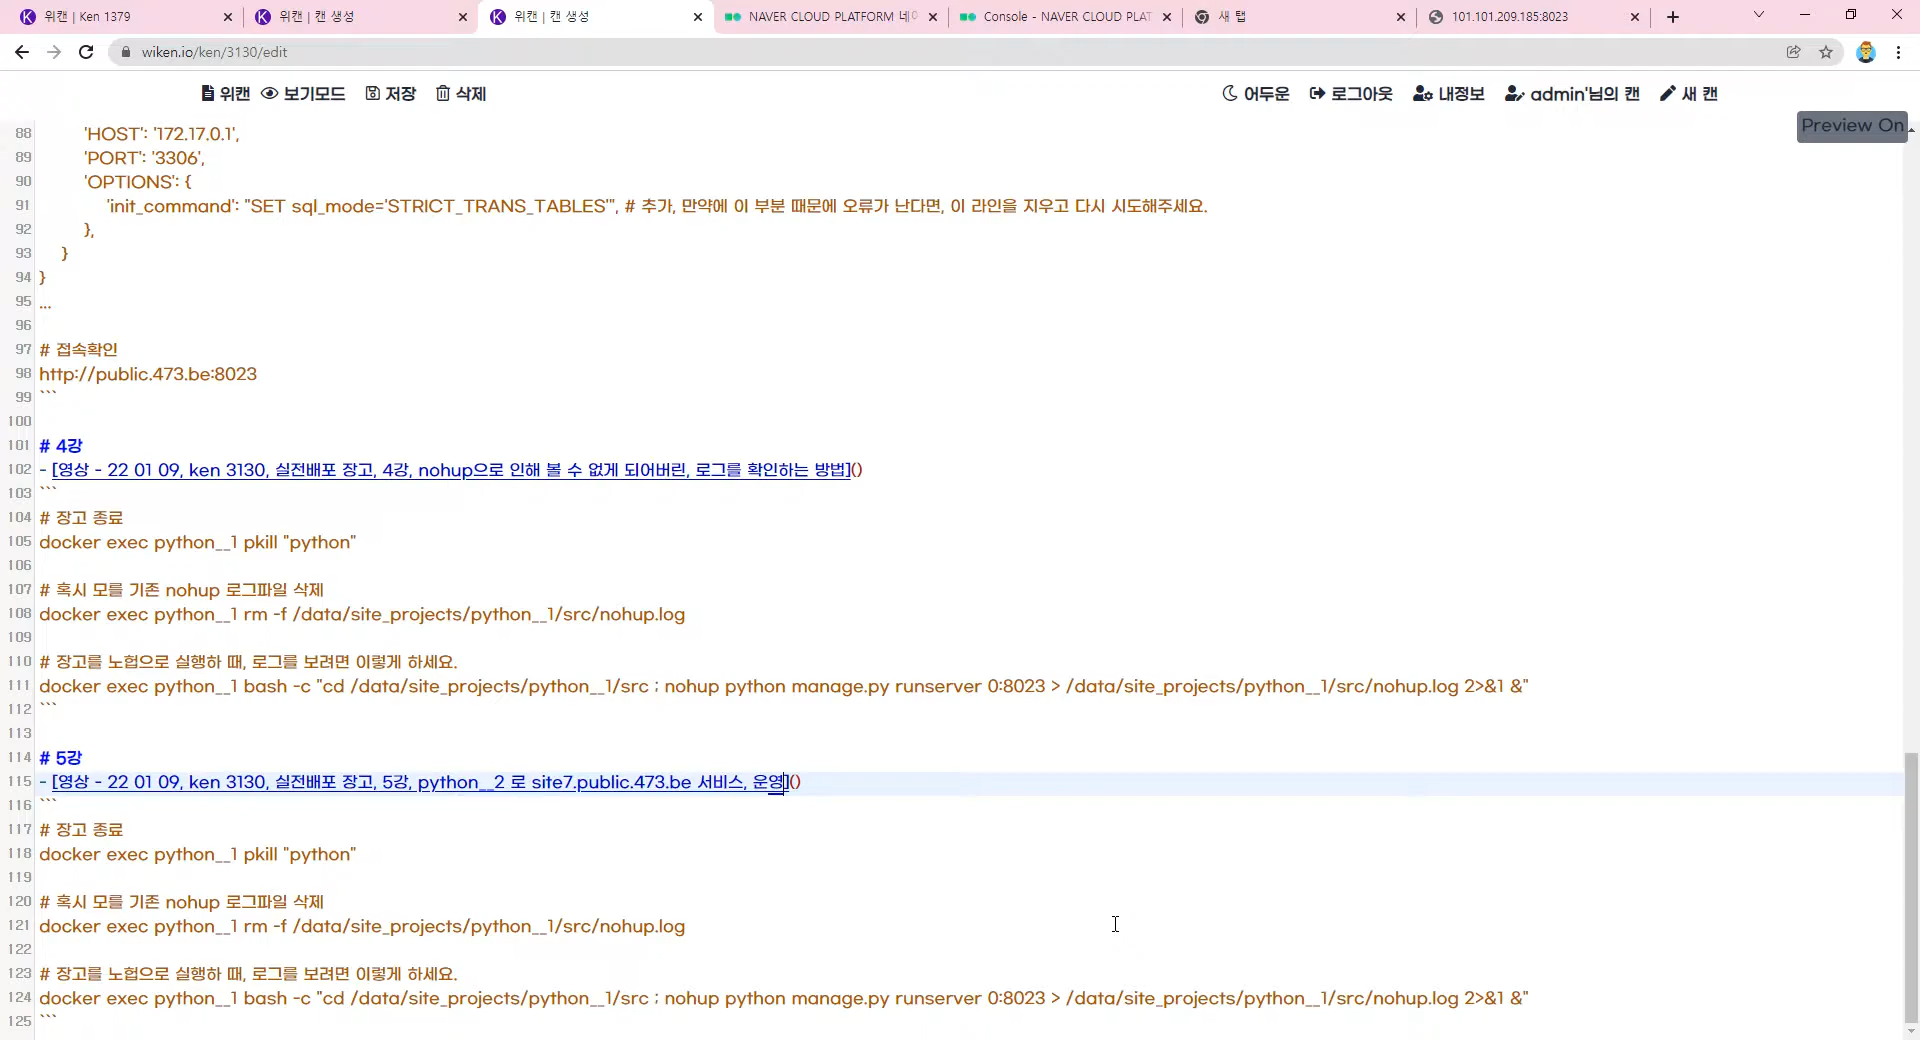 위캔 | Ken 1379
위캔 | 캔 생성
위캔 | 캔 생성
NAVER CLOUD PLATFORM 네이
Console - NAVER CLOUD PLAT
새 탭
101.101.209.185:8023
wiken.io/ken/3130/edit
위캔 보기모드 저장 삭제 어두운 로그아웃 내정보 admin'님의 캔 새 캔
Preview On
88 'HOST': '172.17.0.1',
89 'PORT': '3306',
90 'OPTIONS': {
91 'init_command': "SET sql_mode='STRICT_TRANS_TABLES'", # 추가, 만약에 이 부분 때문에 오류가 난다면, 이 라인을 지우고 다시 시도해주세요.
92 },
93 }
94 }
95 ...
96
97 # 접속확인
98 http://public.473.be:8023
99 ```
100
101 # 4강
102 - [영상 - 22 01 09, ken 3130, 실전배포 장고, 4강, nohup으로 인해 볼 수 없게 되어버린, 로그를 확인하는 방법]()
103 ```
104 # 장고 종료
105 docker exec python__1 pkill "python"
106
107 # 혹시 모를 기존 nohup 로그파일 삭제
108 docker exec python__1 rm -f /data/site_projects/python__1/src/nohup.log
109
110 # 장고를 노헙으로 실행하 때, 로그를 보려면 이렇게 하세요.
111 docker exec python__1 bash -c "cd /data/site_projects/python__1/src ; nohup python manage.py runserver 0:8023 > /data/site_projects/python__1/src/nohup.log 2>&1 &"
112 ```
113
114 # 5강
115 - [영상 - 22 01 09, ken 3130, 실전배포 장고, 5강, python__2 로 site7.public.473.be 서비스, 운영]()
116 ```
117 # 장고 종료
118 docker exec python__1 pkill "python"
119
120 # 혹시 모를 기존 nohup 로그파일 삭제
121 docker exec python__1 rm -f /data/site_projects/python__1/src/nohup.log
122
123 # 장고를 노헙으로 실행하 때, 로그를 보려면 이렇게 하세요.
124 docker exec python__1 bash -c "cd /data/site_projects/python__1/src ; nohup python manage.py runserver 0:8023 > /data/site_projects/python__1/src/nohup.log 2>&1 &"
125 ```